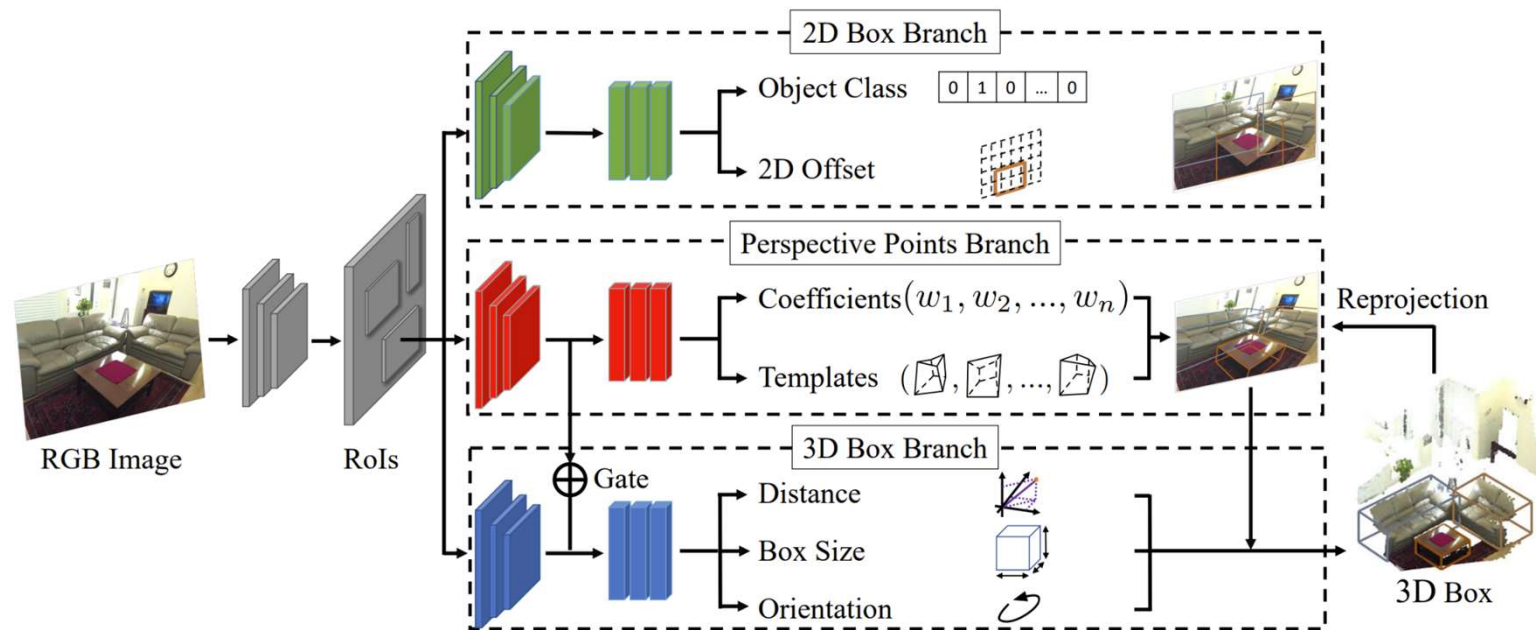 2D Box Branch
Object Class
0 1 0 ... 0
2D Offset
Perspective Points Branch
Coefficients(w₁, w₂, ..., wₙ)
Templates ( , , ..., )
Reprojection
RGB Image
RoIs
3D Box Branch
Gate
Distance
Box Size
Orientation
3D Box